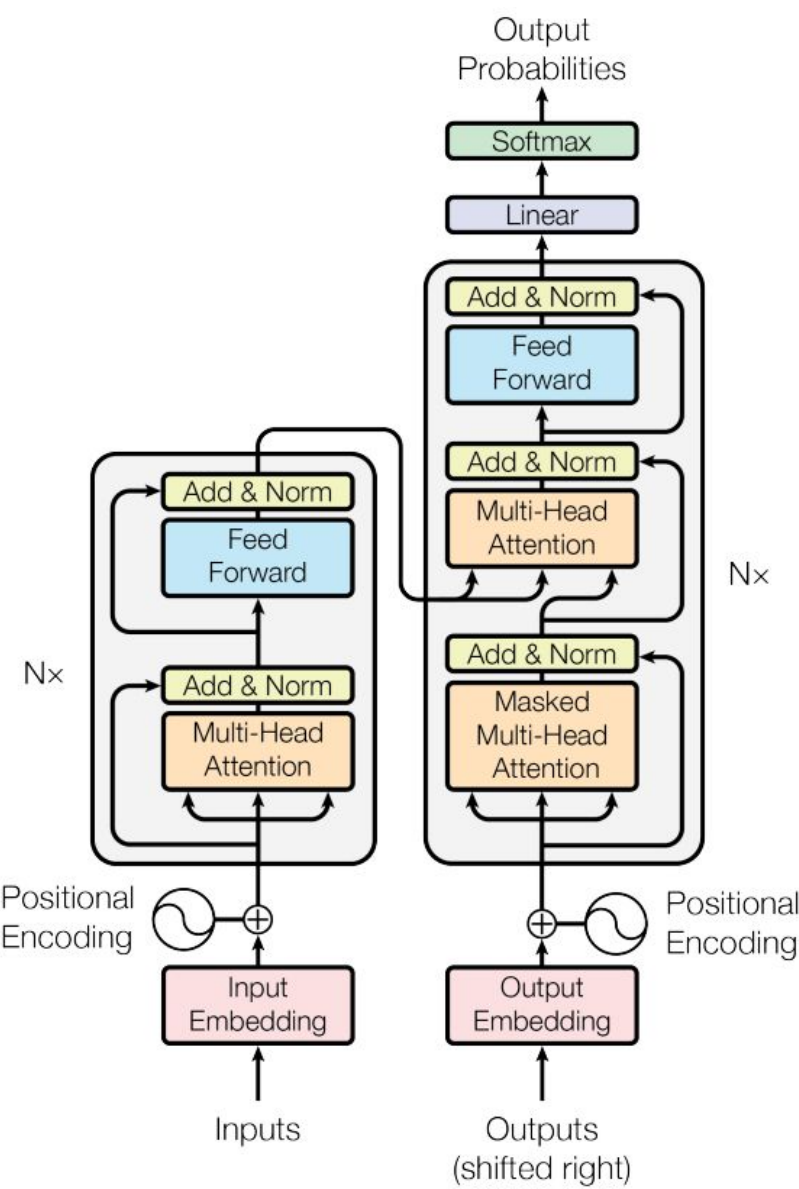 Output
Probabilities
Softmax
Linear
Add & Norm
Feed
Forward
Add & Norm
Multi-Head
Attention
Add & Norm
Masked
Multi-Head
Attention
N×
Positional
Encoding
Output
Embedding
Outputs
(shifted right)
Add & Norm
Feed
Forward
Add & Norm
Multi-Head
Attention
N×
Positional
Encoding
Input
Embedding
Inputs